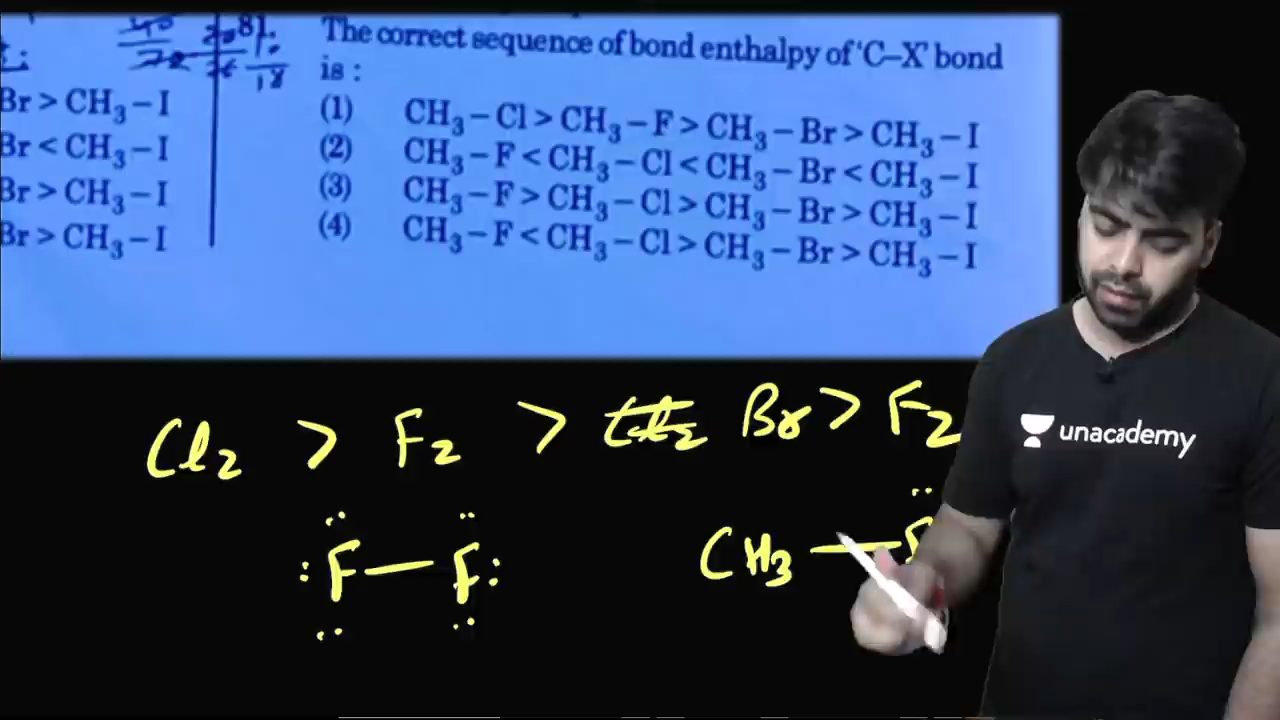 The correct sequence of bond enthalpy of 'C–X' bond
is :
(1) CH3 – Cl > CH3 – F > CH3 – Br > CH3 – I
(2) CH3 – F < CH3 – Cl < CH3 – Br < CH3 – I
(3) CH3 – F > CH3 – Cl > CH3 – Br > CH3 – I
(4) CH3 – F < CH3 – Cl > CH3 – Br > CH3 – I
Br > CH3 – I
Br < CH3 – I
Br > CH3 – I
Br > CH3 – I
Cl2 > F2 > Br > F2
:F — F:
CH3 — F
unacademy